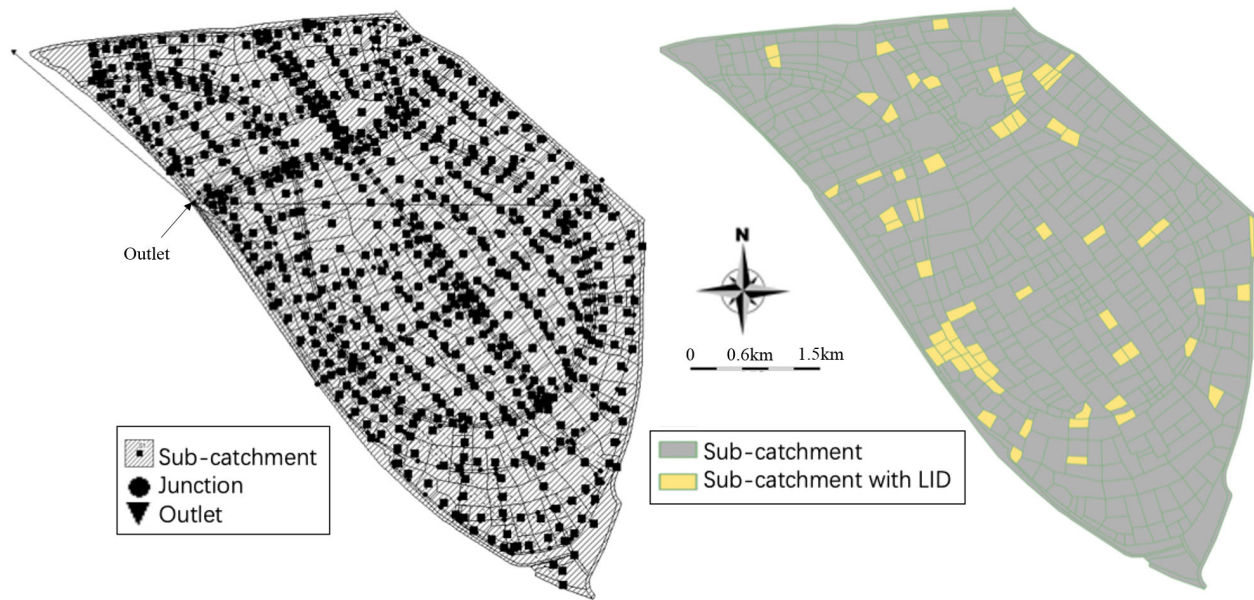 Outlet
N
0 0.6km 1.5km
Sub-catchment
Junction
Outlet
Sub-catchment
Sub-catchment with LID